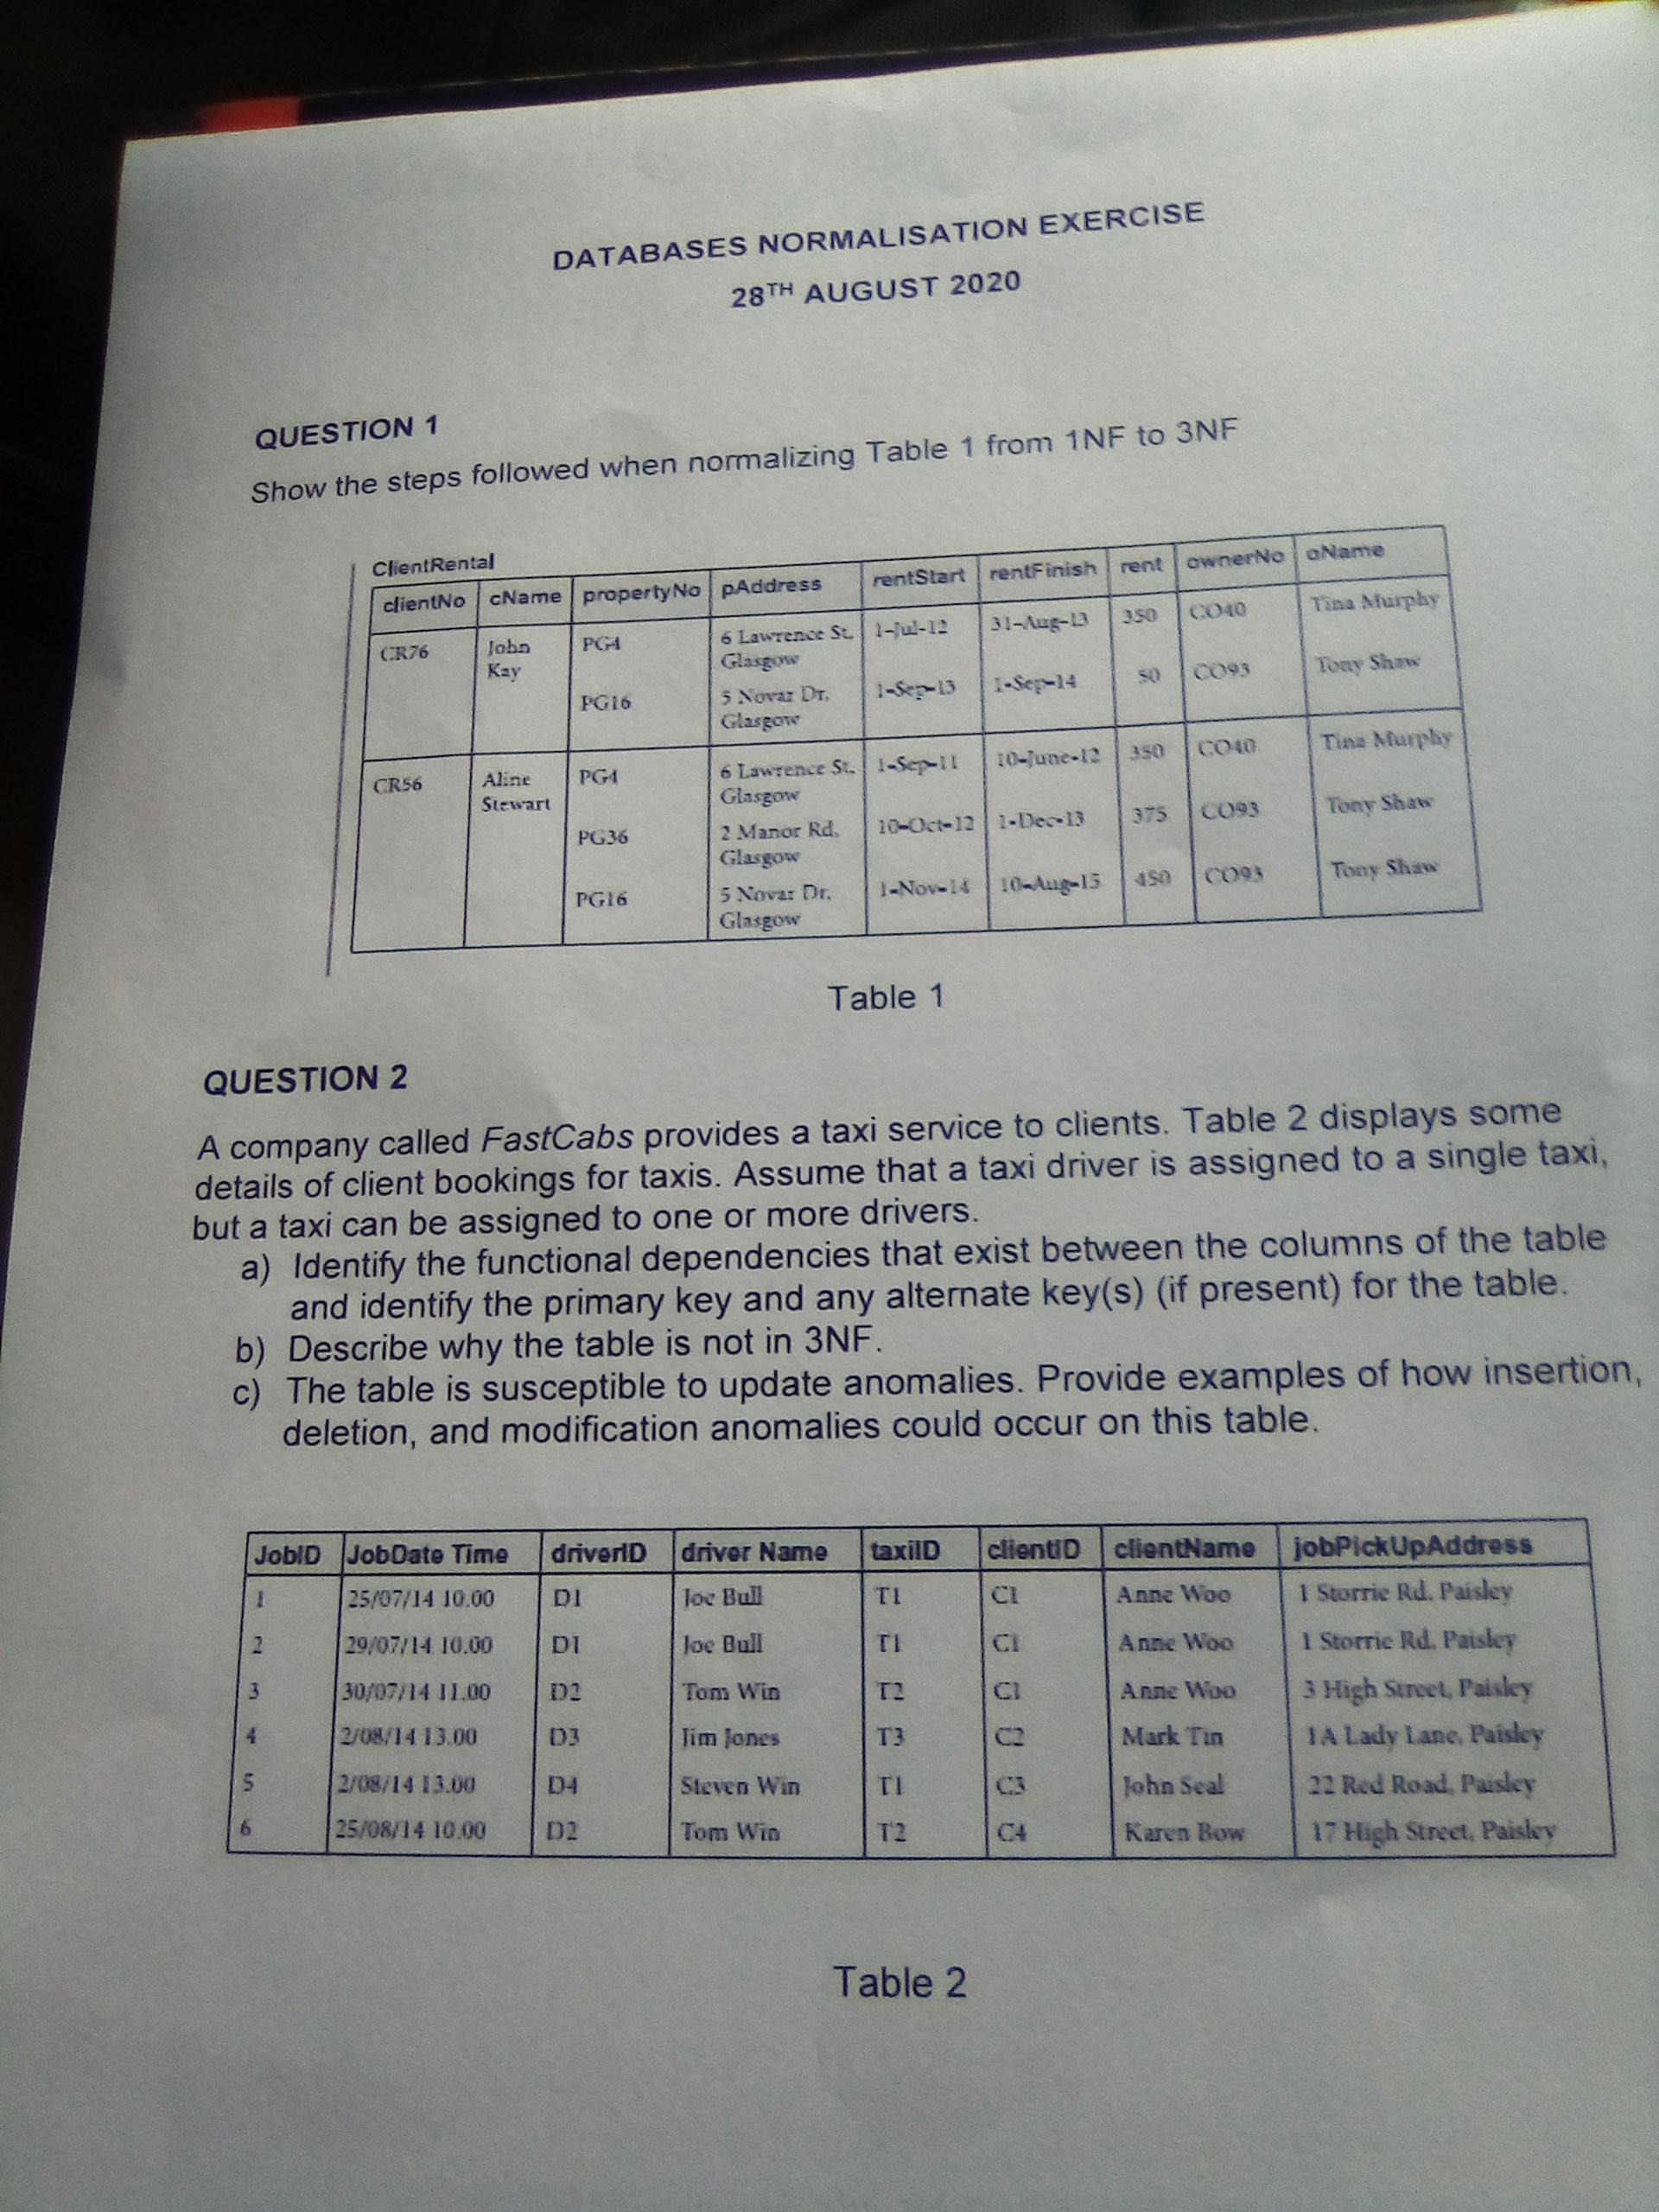 DATABASES NORMALISATION EXERCISE
28TH AUGUST 2020
QUESTION 1
Show the steps followed when normalizing Table 1 from 1NF to 3NF
ClientRental
clientNo cName propertyNo pAddress rentStart rentFinish rent ownerNo oName
CR76 John Kay PG4 6 Lawrence St, Glasgow 1-Jul-12 31-Aug-13 350 CO40 Tina Murphy
PG16 5 Novar Dr, Glasgow 1-Sep-13 1-Sep-14 50 CO93 Tony Shaw
CR56 Aline Stewart PG4 6 Lawrence St, Glasgow 1-Sep-11 10-June-12 350 CO40 Tina Murphy
PG36 2 Manor Rd, Glasgow 10-Oct-12 1-Dec-13 375 CO93 Tony Shaw
PG16 5 Novar Dr, Glasgow 1-Nov-14 10-Aug-15 450 CO93 Tony Shaw
Table 1
QUESTION 2
A company called FastCabs provides a taxi service to clients. Table 2 displays some
details of client bookings for taxis. Assume that a taxi driver is assigned to a single taxi,
but a taxi can be assigned to one or more drivers.
a) Identify the functional dependencies that exist between the columns of the table
and identify the primary key and any alternate key(s) (if present) for the table.
b) Describe why the table is not in 3NF.
c) The table is susceptible to update anomalies. Provide examples of how insertion,
deletion, and modification anomalies could occur on this table.
JobID JobDate Time driverID driver Name taxiID clientID clientName jobPickUpAddress
1 25/07/14 10.00 D1 Joe Bull T1 C1 Anne Woo 1 Storrie Rd, Paisley
2 29/07/14 10.00 D1 Joe Bull T1 C1 Anne Woo 1 Storrie Rd, Paisley
3 30/07/14 11.00 D2 Tom Win T2 C1 Anne Woo 3 High Street, Paisley
4 2/08/14 13.00 D3 Jim Jones T3 C2 Mark Tin 1A Lady Lane, Paisley
5 2/08/14 13.00 D4 Steven Win T1 C3 John Seal 22 Red Road, Paisley
6 25/08/14 10.00 D2 Tom Win T2 C4 Karen Bow 17 High Street, Paisley
Table 2